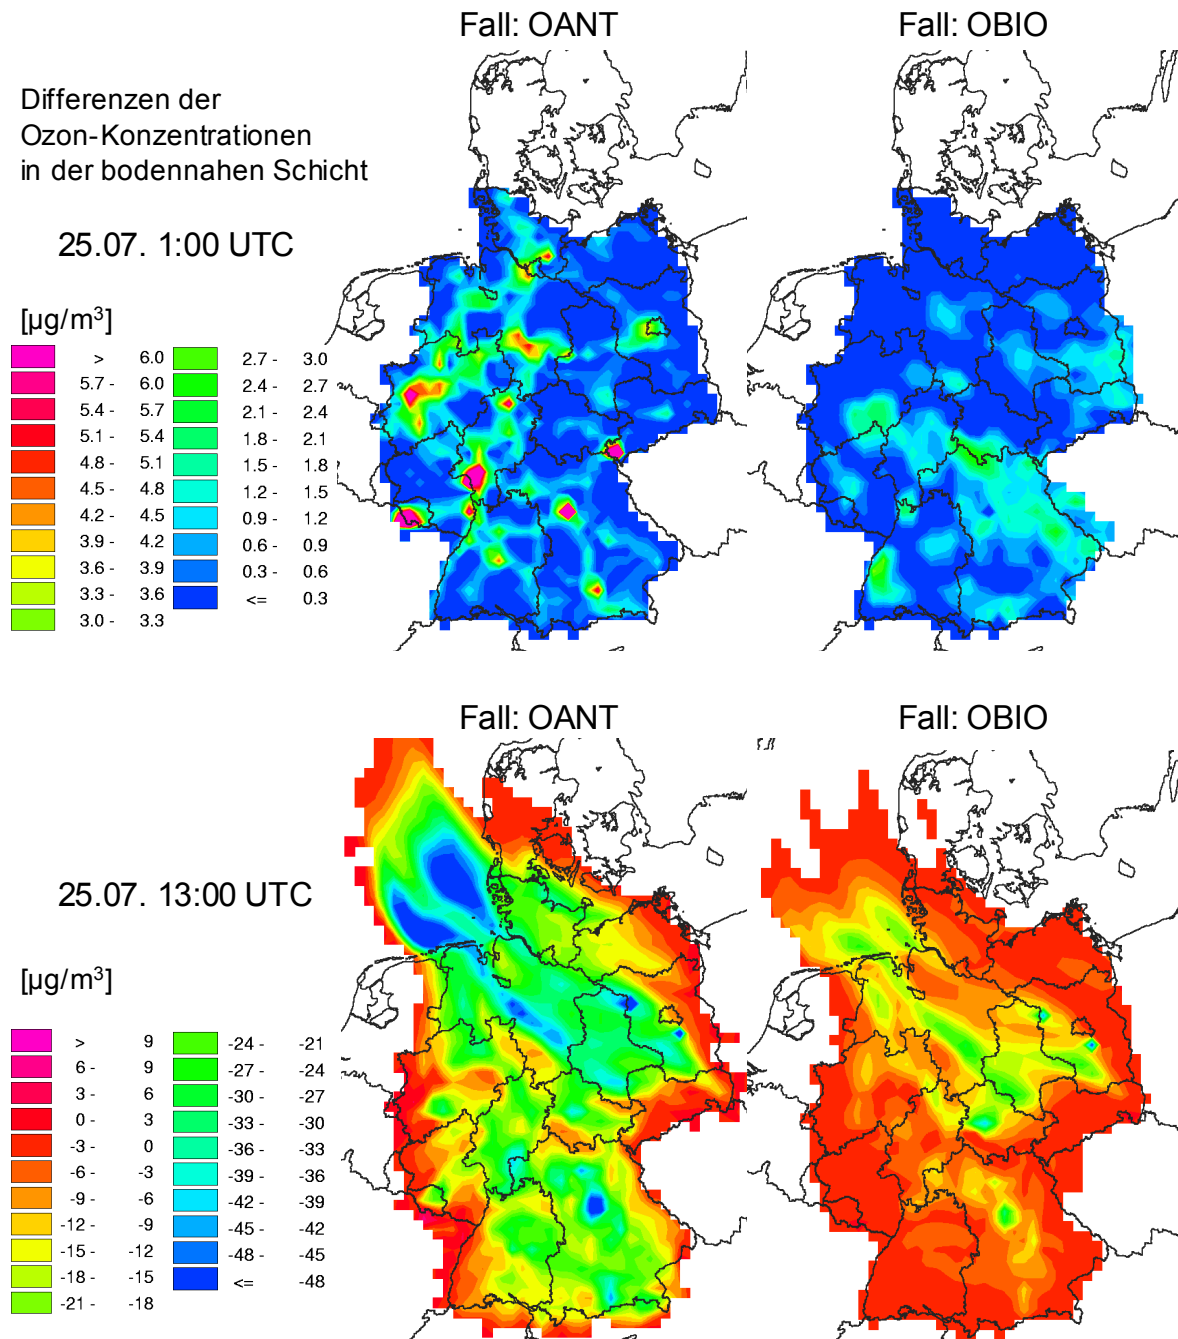 Fall: OANT
Fall: OBIO
Differenzen der
Ozon-Konzentrationen
in der bodennahen Schicht
25.07. 1:00 UTC
[µg/m³]
> 6.0
5.7 - 6.0
5.4 - 5.7
5.1 - 5.4
4.8 - 5.1
4.5 - 4.8
4.2 - 4.5
3.9 - 4.2
3.6 - 3.9
3.3 - 3.6
3.0 - 3.3
2.7 - 3.0
2.4 - 2.7
2.1 - 2.4
1.8 - 2.1
1.5 - 1.8
1.2 - 1.5
0.9 - 1.2
0.6 - 0.9
0.3 - 0.6
<= 0.3
Fall: OANT
Fall: OBIO
25.07. 13:00 UTC
[µg/m³]
> 9
6 - 9
3 - 6
0 - 3
-3 - 0
-6 - -3
-9 - -6
-12 - -9
-15 - -12
-18 - -15
-21 - -18
-24 - -21
-27 - -24
-30 - -27
-33 - -30
-36 - -33
-39 - -36
-42 - -39
-45 - -42
-48 - -45
<= -48